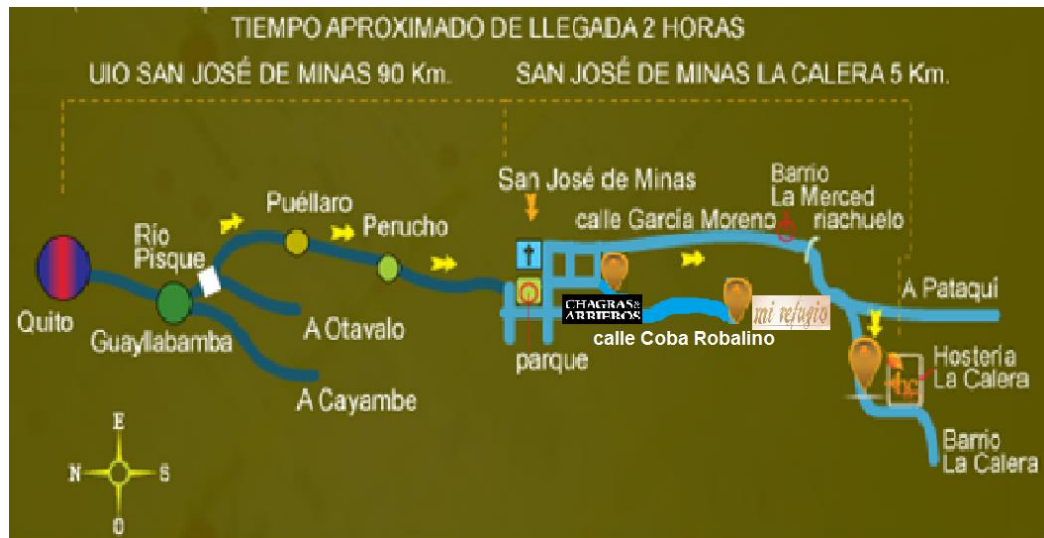 TIEMPO APROXIMADO DE LLEGADA 2 HORAS
UIO SAN JOSÉ DE MINAS 90 Km.
SAN JOSÉ DE MINAS LA CALERA 5 Km.
San José de Minas
Barrio
La Merced
riachuelo
calle García Moreno
Puéllaro
Perucho
Río
Pisque
Quito
Guayllabamba
A Otavalo
A Cayambe
CHAGRAS&
ARRIEROS
mi refugio
calle Coba Robalino
parque
A Pataquí
Hostería
La Calera
hc
Barrio
La Calera
E
N
S
O